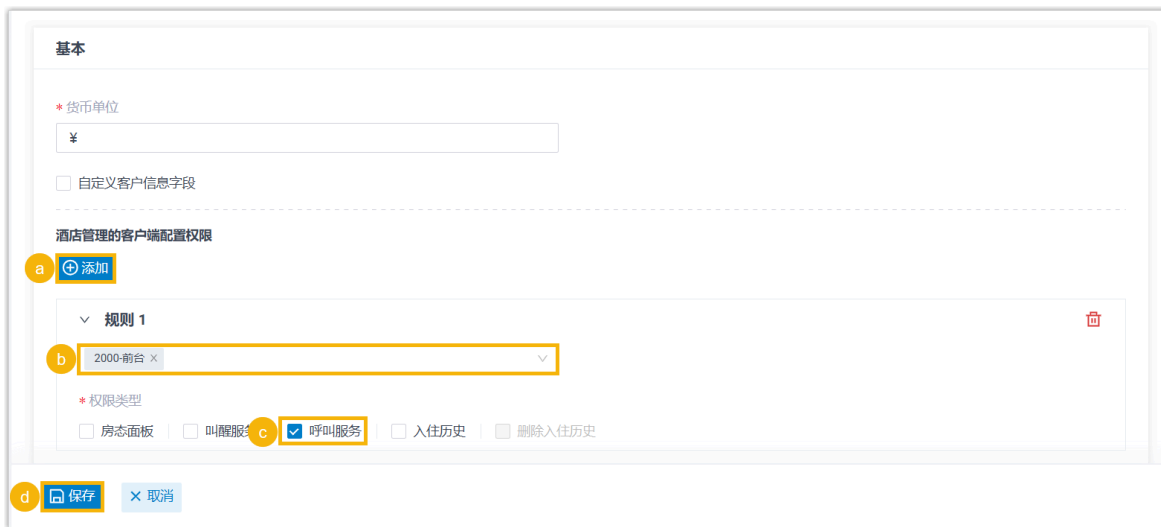 基本
* 货币单位
¥
自定义客户信息字段
酒店管理的客户端配置权限
a 添加
规则 1
b 2000-前台 ×
* 权限类型
房态面板 叫醒服 c 呼叫服务 入住历史 删除入住历史
d 保存 × 取消